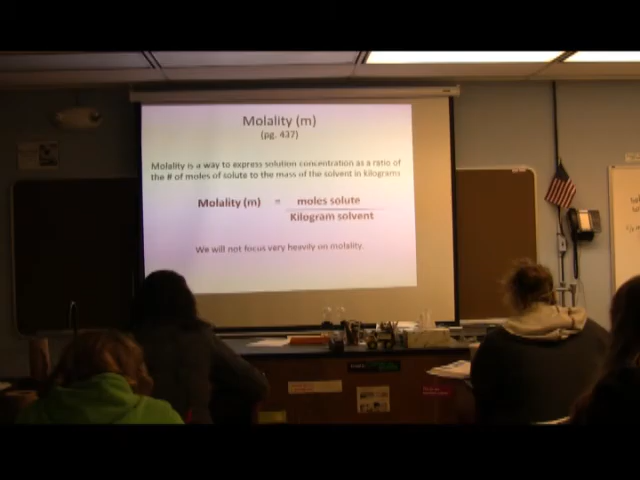 Molality (m)
(pg. 437)
Molality is a way to express solution concentration as a ratio of
the # of moles of solute to the mass of the solvent in kilograms
Molality (m) = moles solute
Kilogram solvent
We will not focus very heavily on molality.